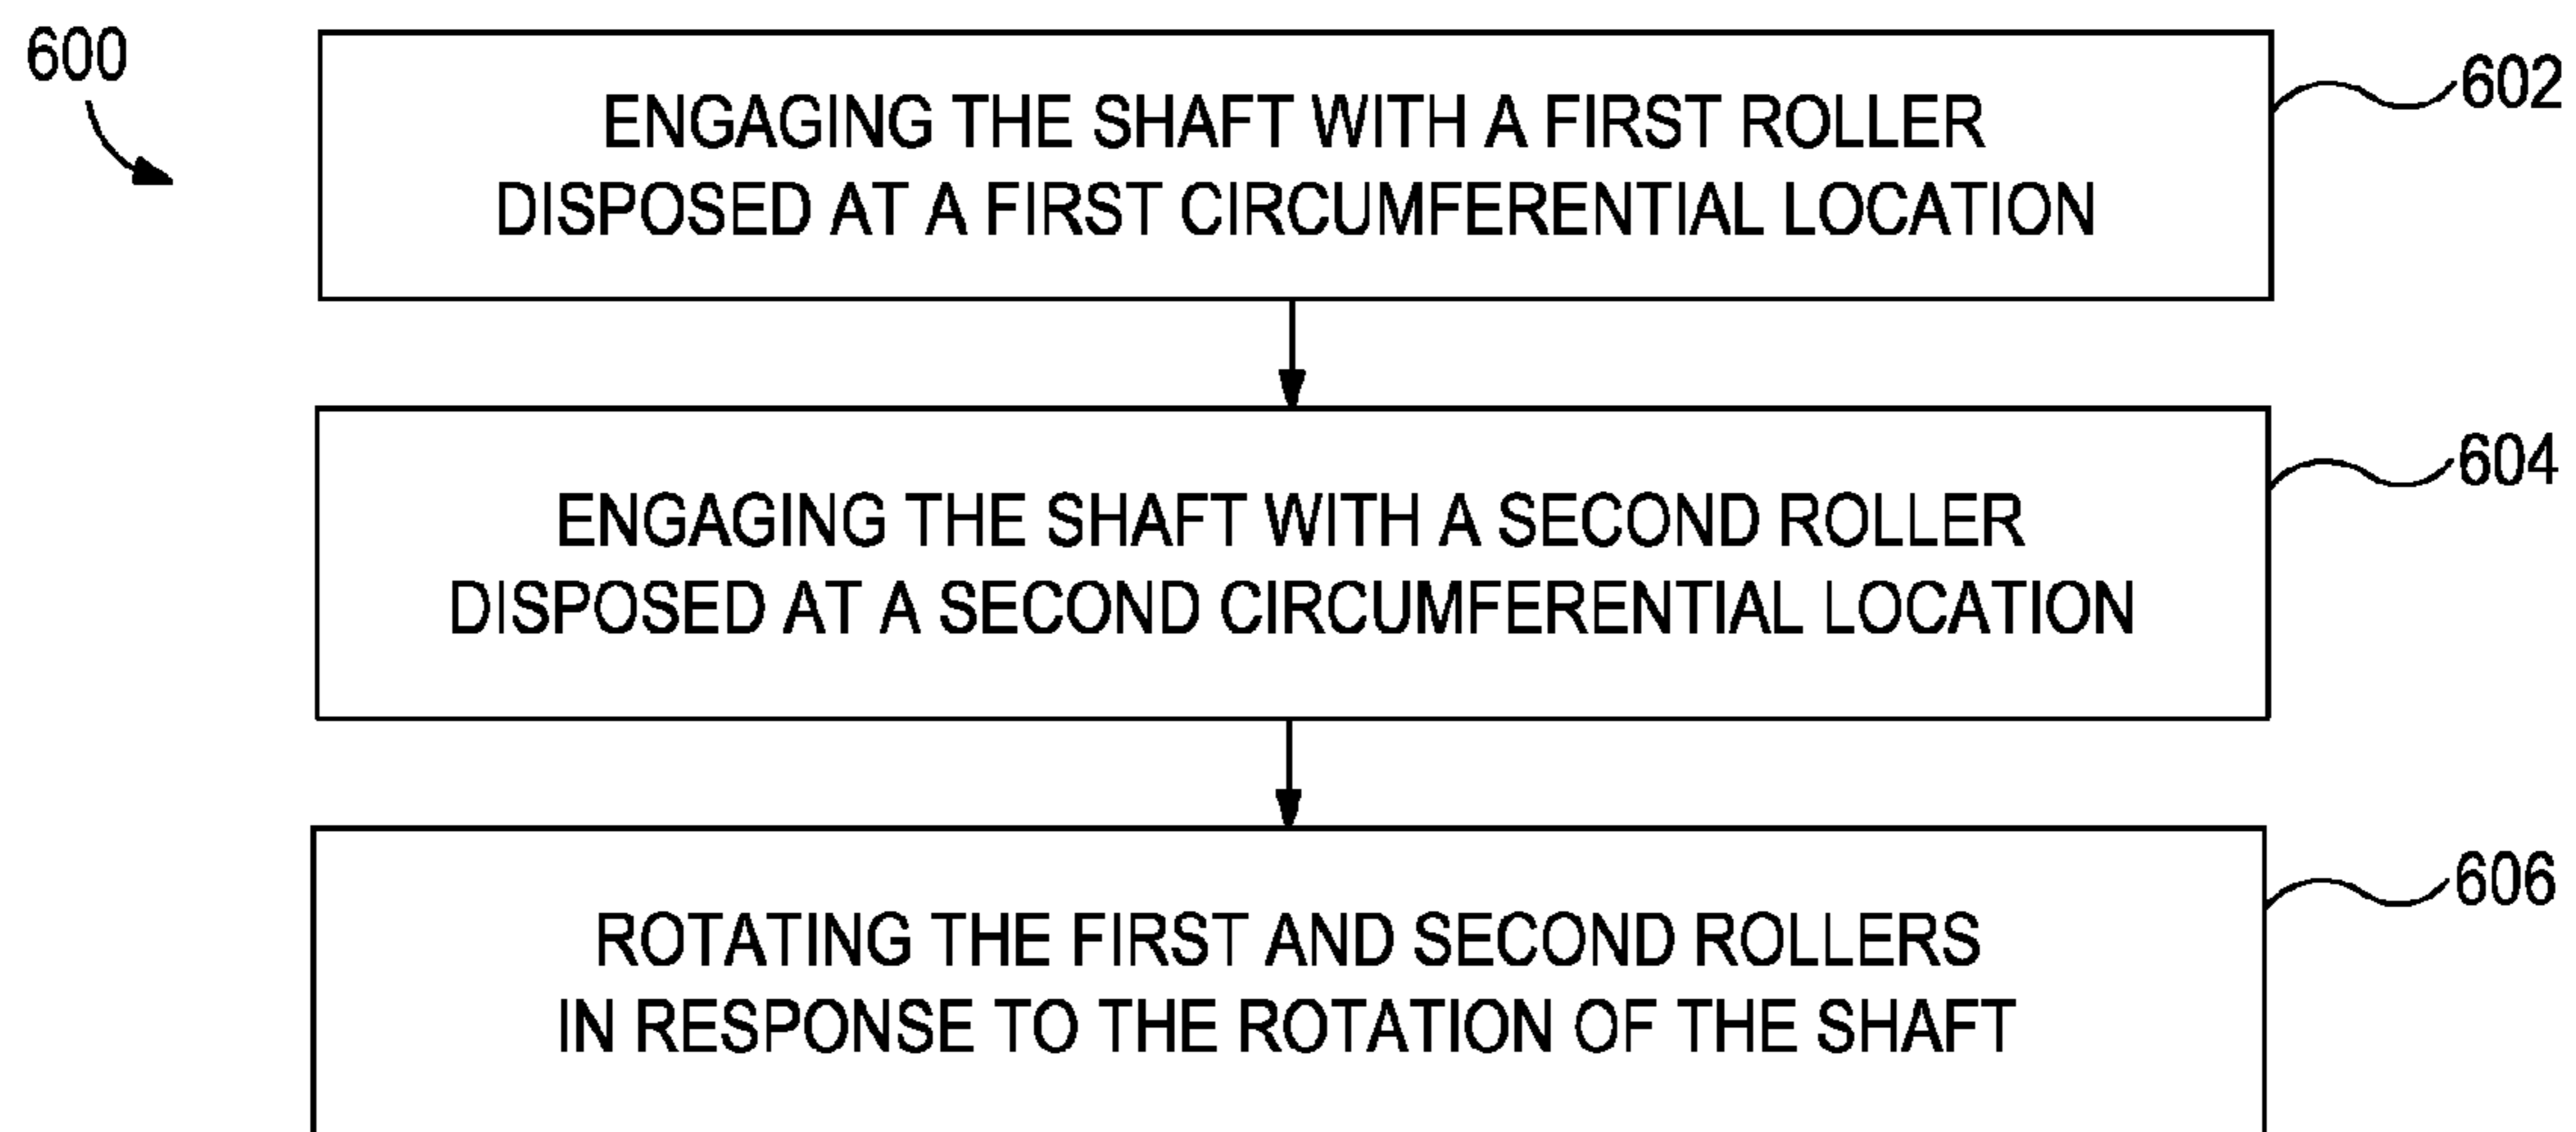 600
ENGAGING THE SHAFT WITH A FIRST ROLLER
DISPOSED AT A FIRST CIRCUMFERENTIAL LOCATION
602
ENGAGING THE SHAFT WITH A SECOND ROLLER
DISPOSED AT A SECOND CIRCUMFERENTIAL LOCATION
604
ROTATING THE FIRST AND SECOND ROLLERS
IN RESPONSE TO THE ROTATION OF THE SHAFT
606